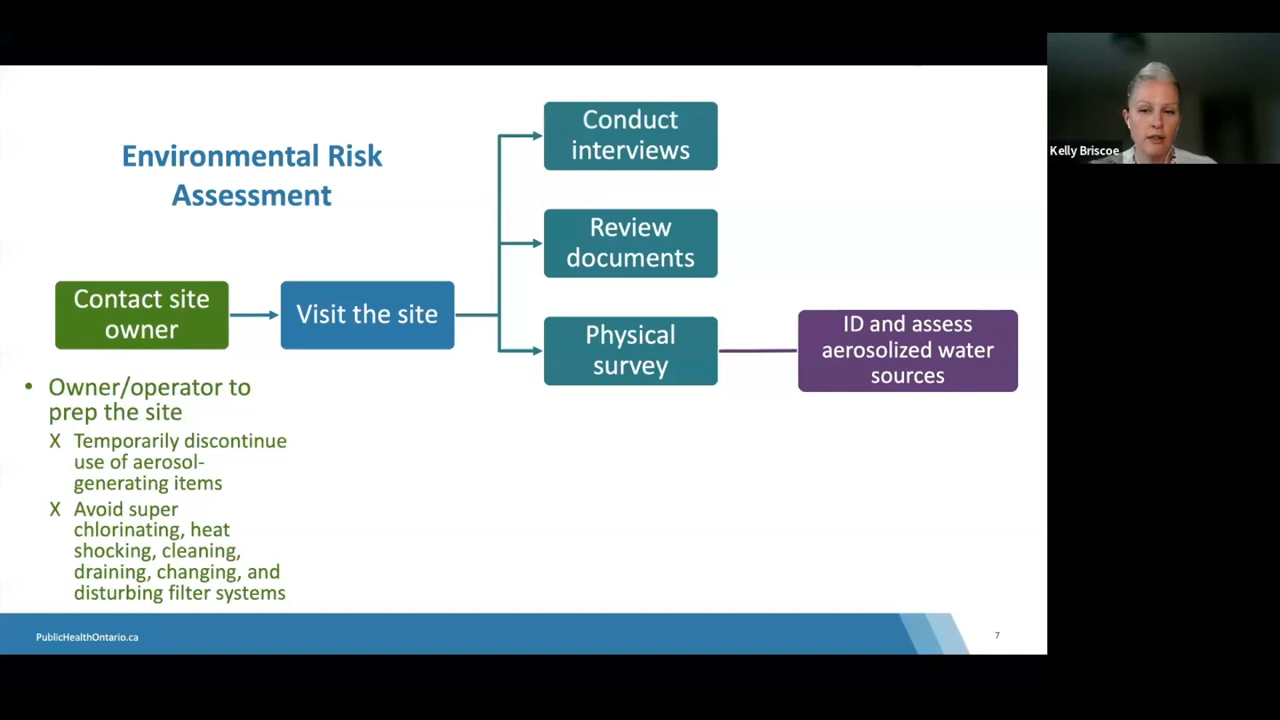 Environmental Risk
Assessment
Contact site
owner
Visit the site
Conduct
interviews
Review
documents
Physical
survey
ID and assess
aerosolized water
sources
• Owner/operator to
prep the site
X Temporarily discontinue
use of aerosol-
generating items
X Avoid super
chlorinating, heat
shocking, cleaning,
draining, changing, and
disturbing filter systems
PublicHealthOntario.ca
7
Kelly Briscoe